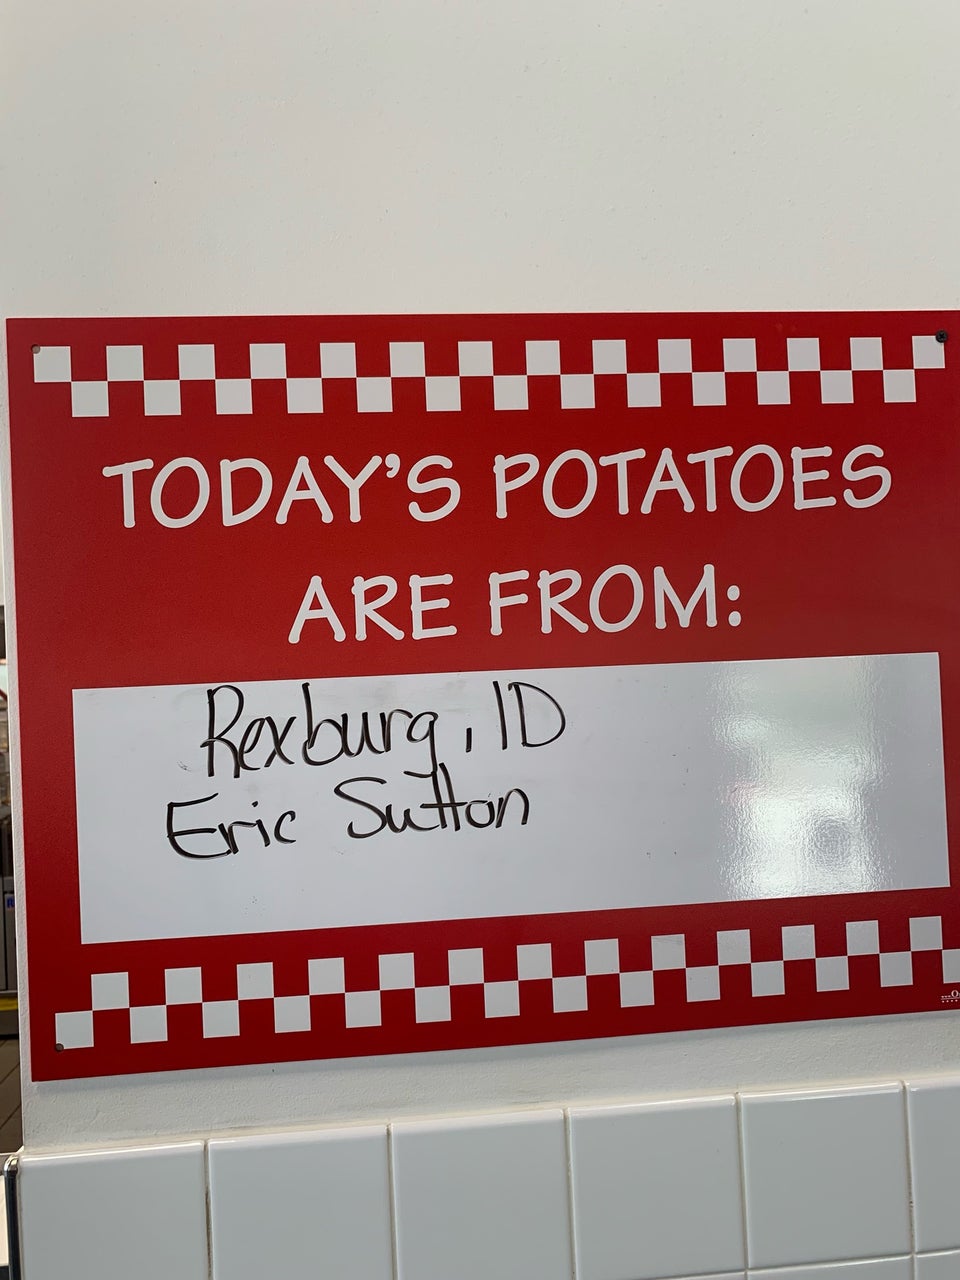 TODAY'S POTATOES
ARE FROM:
Rexburg, ID
Eric Sutton